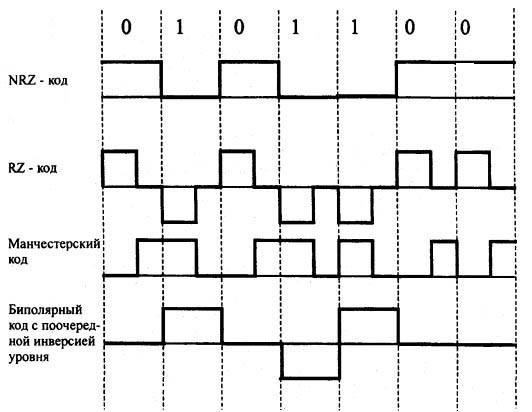 0 1 0 1 1 0 0
NRZ - код
RZ - код
Манчестерский
код
Биполярный
код с поочеред-
ной инверсией
уровня